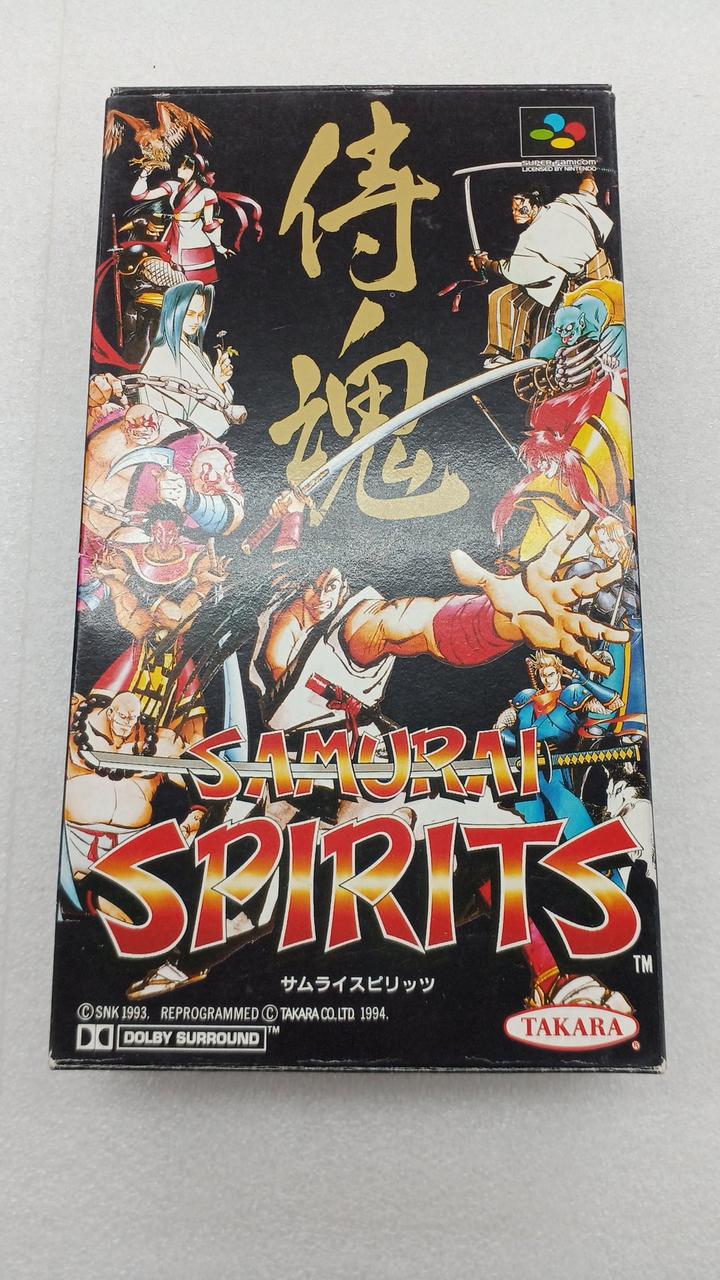 侍魂
SUPER FAMICOM
LICENSED BY NINTENDO
SAMURAI
SPIRITS
TM
サムライスピリッツ
©SNK 1993. REPROGRAMMED © TAKARA CO.LTD. 1994.
DOLBY SURROUND TM
TAKARA ®